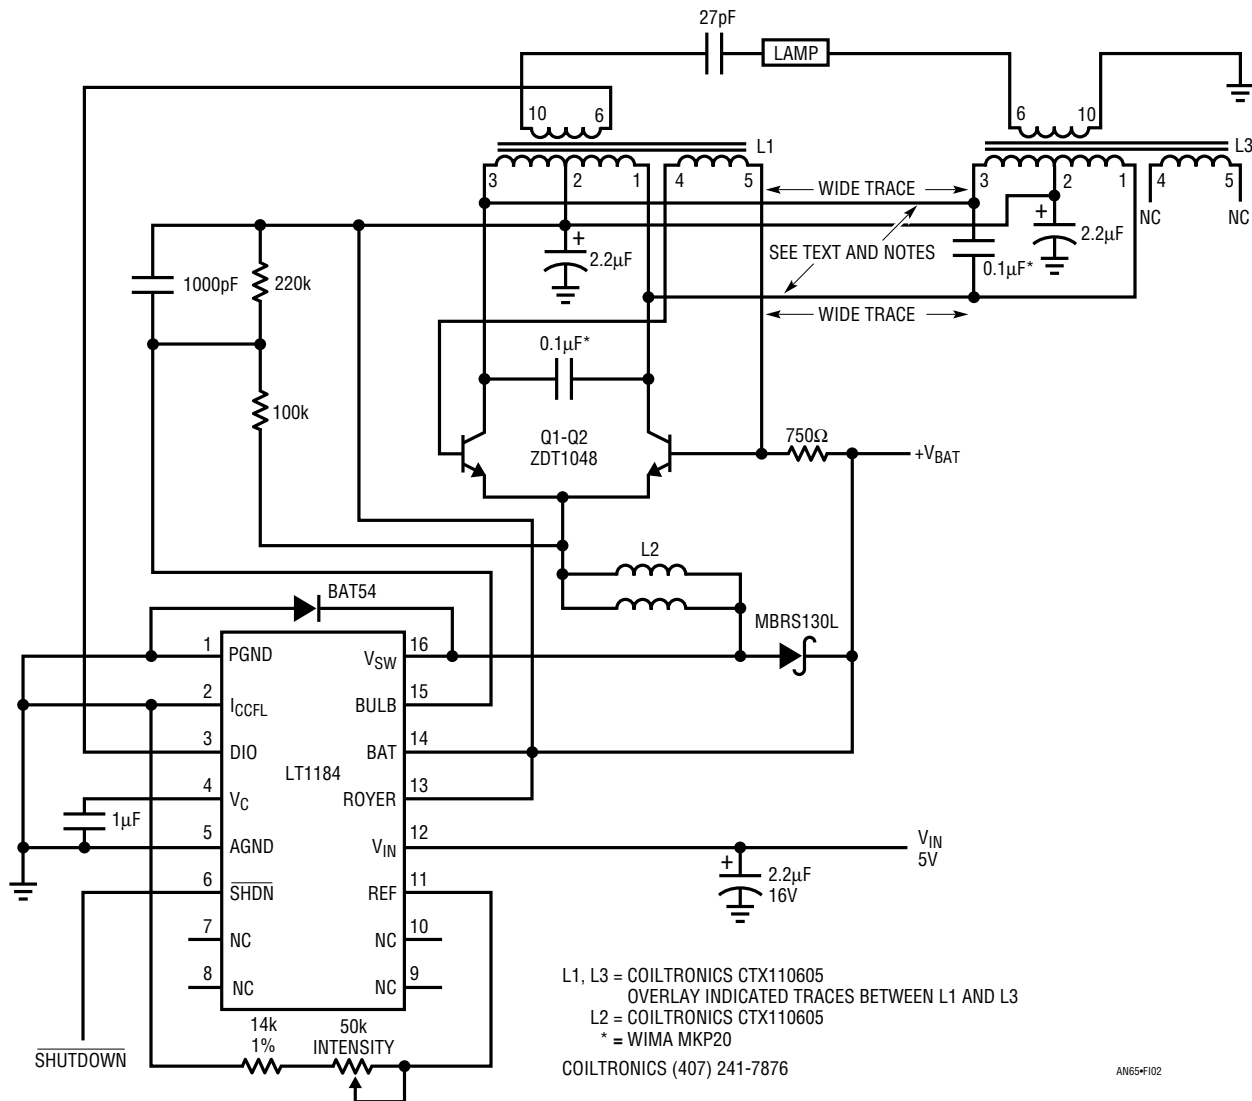 27pF
LAMP
10
6
6
10
L1
L3
3
2
1
4
5
WIDE TRACE
3
2
1
4
5
NC
NC
+
2.2µF
SEE TEXT AND NOTES
0.1µF*
+
2.2µF
1000pF
220k
WIDE TRACE
0.1µF*
100k
Q1-Q2
ZDT1048
750Ω
+VBAT
L2
BAT54
MBRS130L
1
PGND
VSW
16
2
ICCFL
BULB
15
3
DIO
BAT
14
LT1184
4
VC
ROYER
13
1µF
5
AGND
VIN
12
VIN
5V
6
SHDN
REF
11
+
2.2µF
16V
7
NC
NC
10
8
NC
NC
9
SHUTDOWN
14k
1%
50k
INTENSITY
L1, L3 = COILTRONICS CTX110605
OVERLAY INDICATED TRACES BETWEEN L1 AND L3
L2 = COILTRONICS CTX110605
* = WIMA MKP20
COILTRONICS (407) 241-7876
AN65•FI02